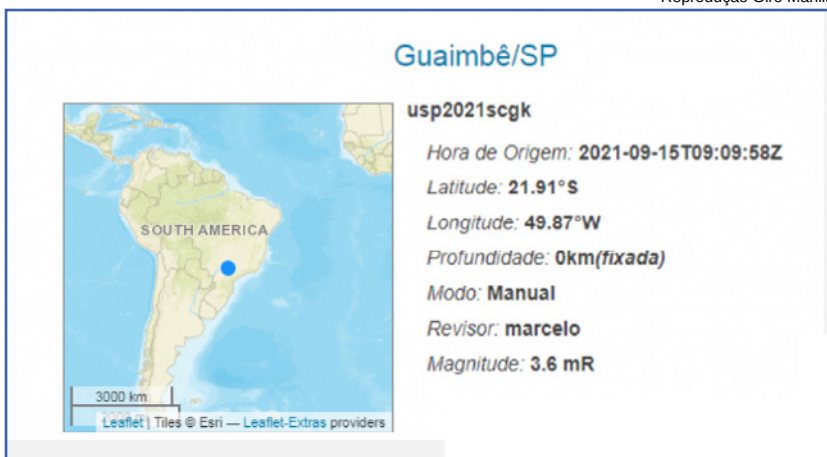 Guaimbê/SP
usp2021scgk
Hora de Origem: 2021-09-15T09:09:58Z
Latitude: 21.91°S
Longitude: 49.87°W
Profundidade: 0km(fixada)
Modo: Manual
Revisor: marcelo
Magnitude: 3.6 mR
SOUTH AMERICA
3000 km
Leaflet | Tiles © Esri — Leaflet-Extras providers